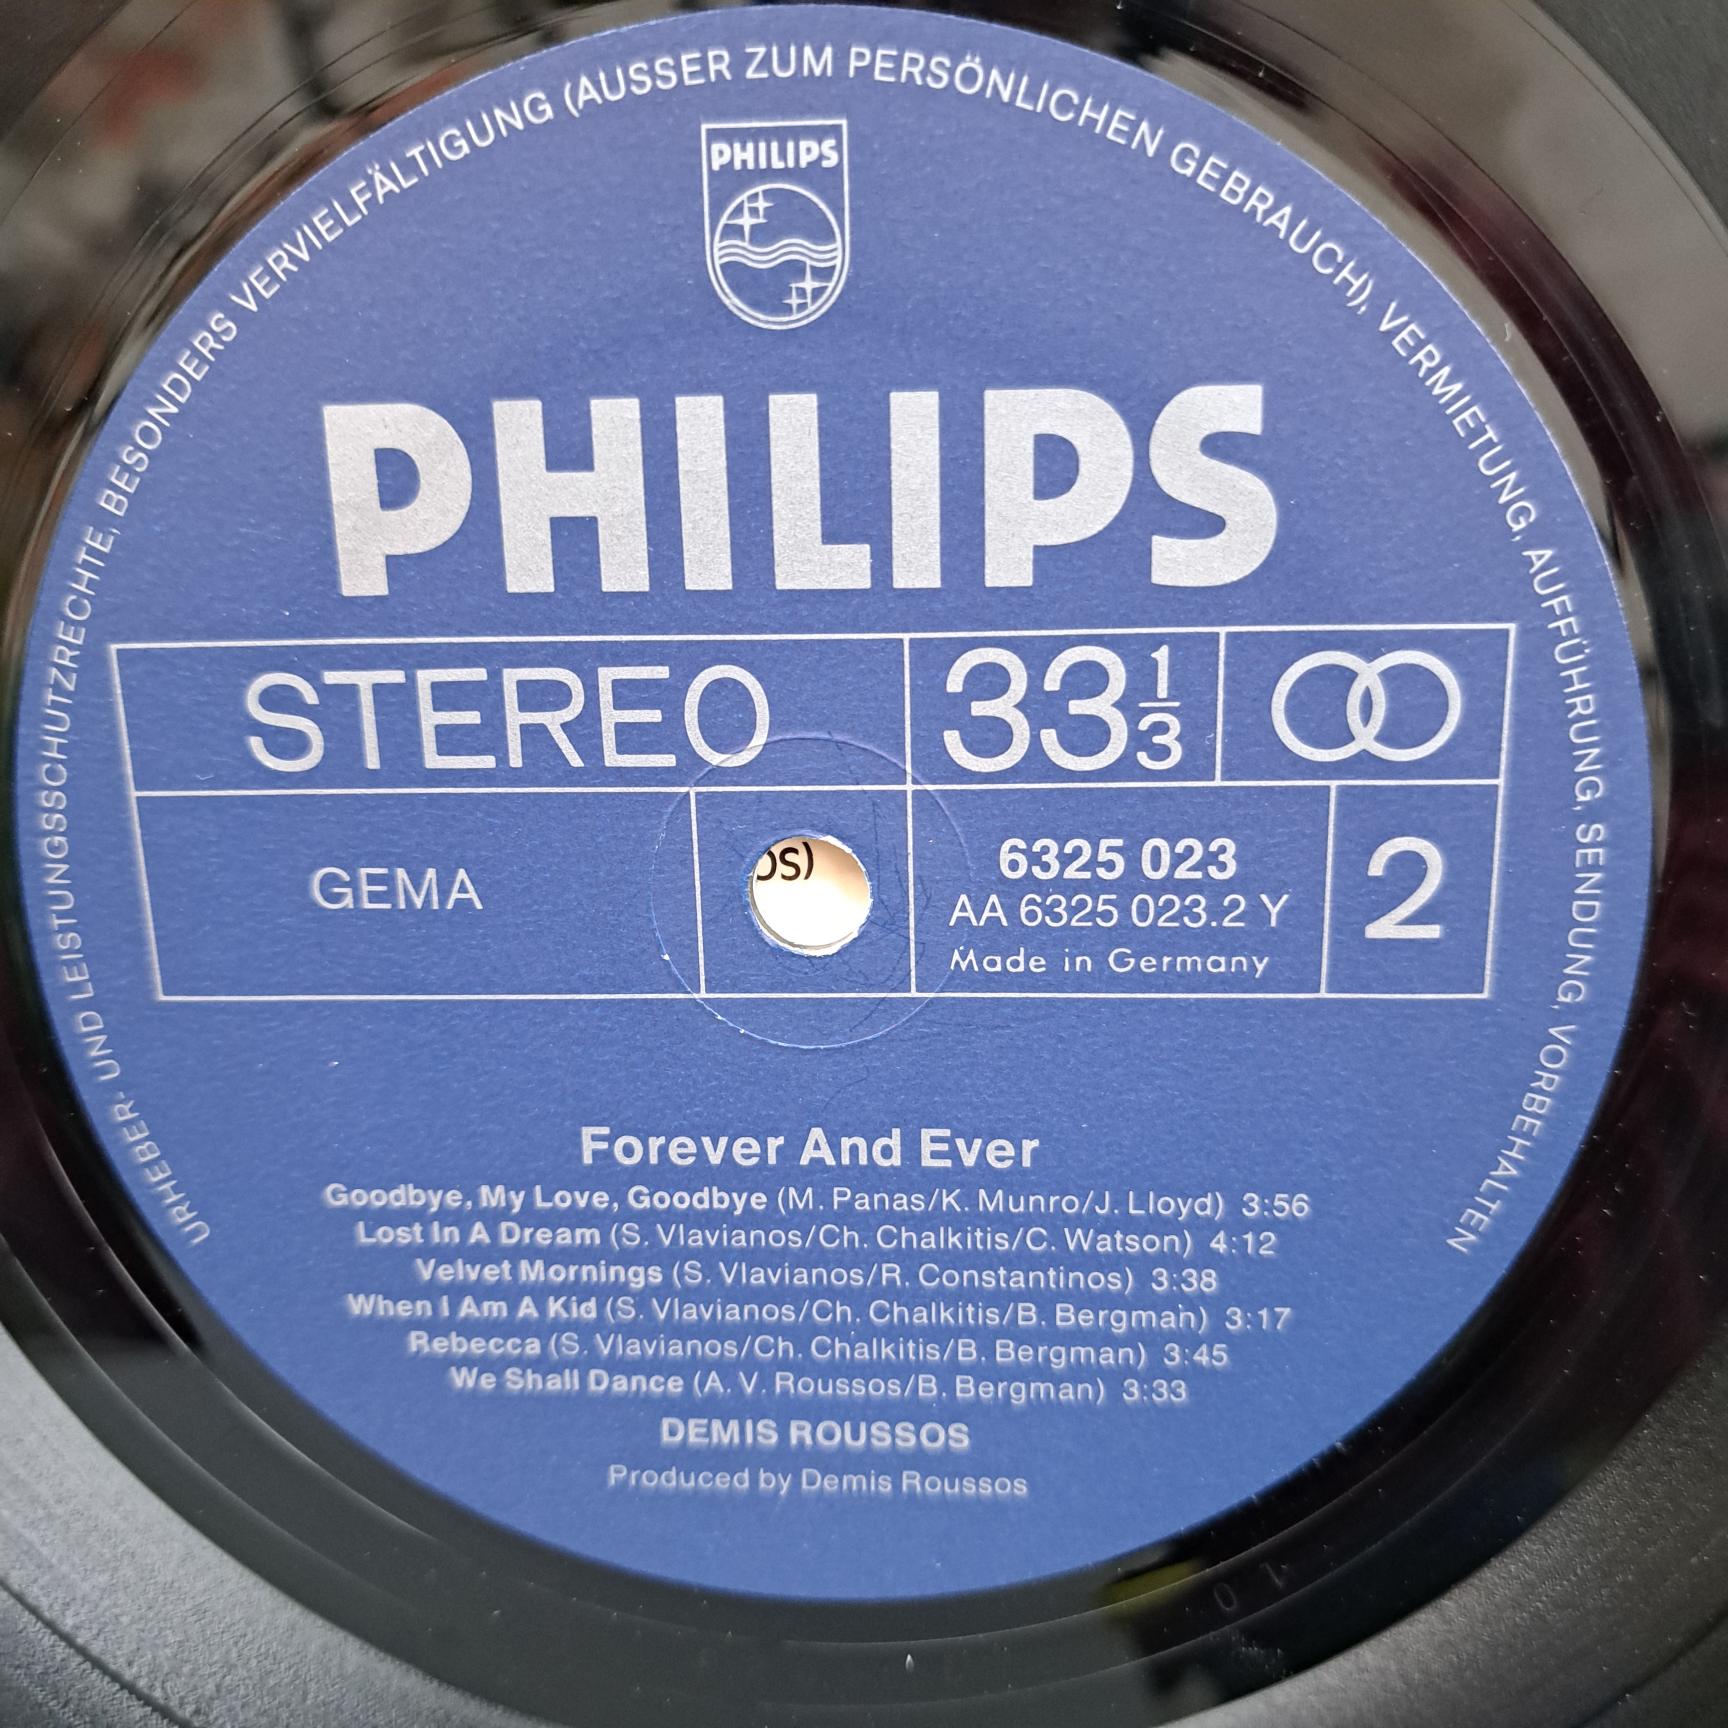 URHEBER- UND LEISTUNGSSCHUTZRECHTE, BESONDERS VERVIELFÄLTIGUNG (AUSSER ZUM PERSÖNLICHEN GEBRAUCH), VERMIETUNG, AUFFÜHRUNG, SENDUNG, VORBEHALTEN
PHILIPS
PHILIPS
STEREO 33 1/3
GEMA
os)
6325 023
AA 6325 023.2 Y
Made in Germany
2
Forever And Ever
Goodbye, My Love, Goodbye (M. Panas/K. Munro/J. Lloyd) 3:56
Lost In A Dream (S. Vlavianos/Ch. Chalkitis/C. Watson) 4:12
Velvet Mornings (S. Vlavianos/R. Constantinos) 3:38
When I Am A Kid (S. Vlavianos/Ch. Chalkitis/B. Bergman) 3:17
Rebecca (S. Vlavianos/Ch. Chalkitis/B. Bergman) 3:45
We Shall Dance (A. V. Roussos/B. Bergman) 3:33
DEMIS ROUSSOS
Produced by Demis Roussos